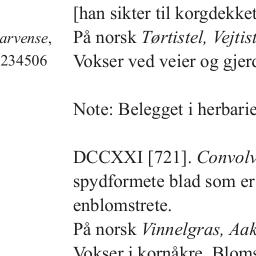 [han sikter til korgdekket
arvense,
På norsk Tørtistel, Vejtist
234506
Vokser ved veier og gjerd
Note: Belegget i herbarie
DCCXXI [721]. Convolv
spydformete blad som er
enblomstrete.
På norsk Vinnelgras, Aak
Vokser i kornåkre. Bloms